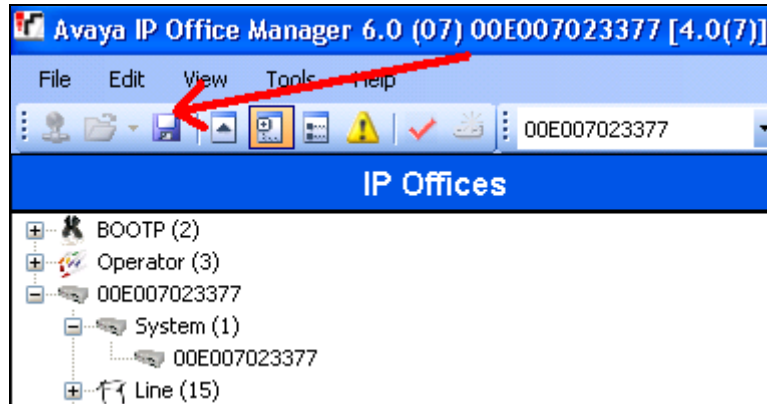 Avaya IP Office Manager 6.0 (07) 00E007023377 [4.0(7)]
File Edit View Tools Help
00E007023377
IP Offices
BOOTP (2)
Operator (3)
00E007023377
System (1)
00E007023377
Line (15)